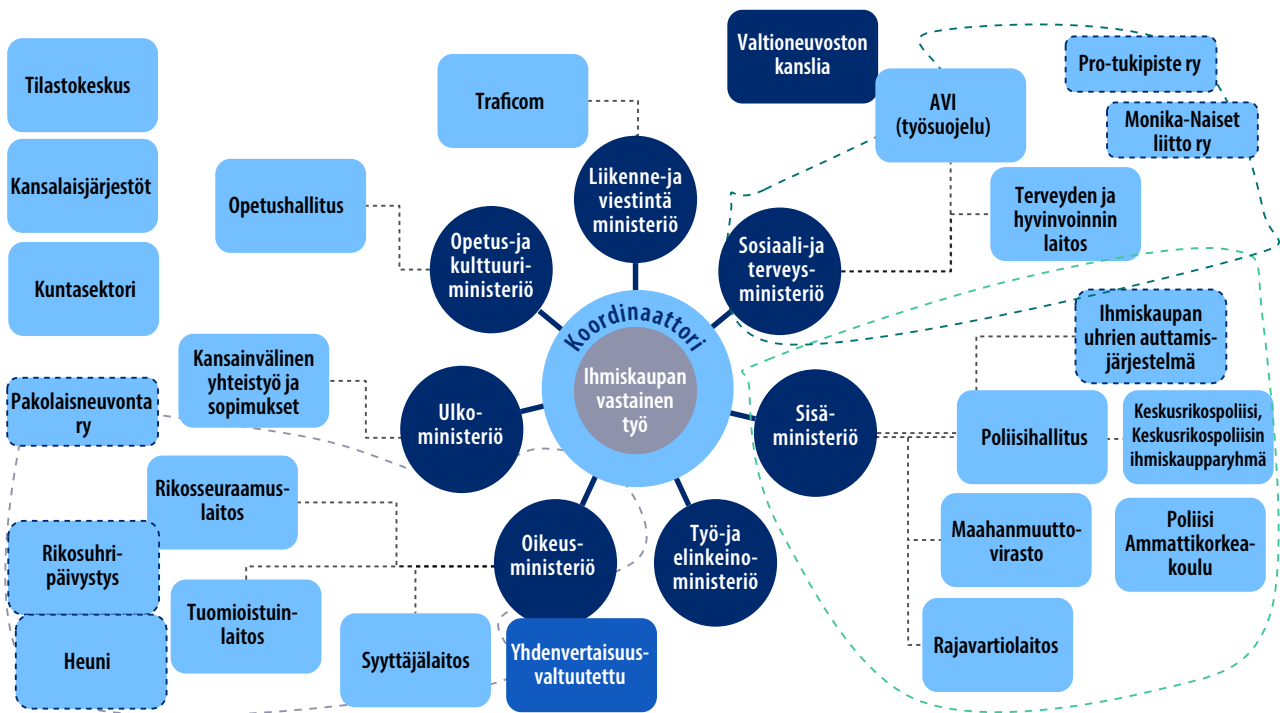 Valtioneuvoston
kanslia
Tilastokeskus
Traficom
AVI
(työsuojelu)
Pro-tukipiste ry
Monika-Naiset
liitto ry
Kansalaisjärjestöt
Opetushallitus
Liikenne-ja
viestintä
ministeriö
Terveyden ja
hyvinvoinnin
laitos
Kuntasektori
Opetus-ja
kulttuuri-
ministeriö
Sosiaali-ja
terveys-
ministeriö
Koordinaattori
Ihmiskaupan
vastainen
työ
Ihmiskaupan
uhrien auttamis-
järjestelmä
Kansainvälinen
yhteistyö ja
sopimukset
Pakolaisneuvonta
ry
Ulko-
ministeriö
Sisä-
ministeriö
Poliisihallitus
Keskusrikospoliisi,
Keskusrikospoliisin
ihmiskaupparyhmä
Rikosseuraamus-
laitos
Rikosuhri-
päivystys
Oikeus-
ministeriö
Työ-ja
elinkeino-
ministeriö
Maahanmuutto-
virasto
Poliisi
Ammattikorkea-
koulu
Tuomioistuin-
laitos
Heuni
Syyttäjälaitos
Yhdenvertaisuus-
valtuutettu
Rajavartiolaitos